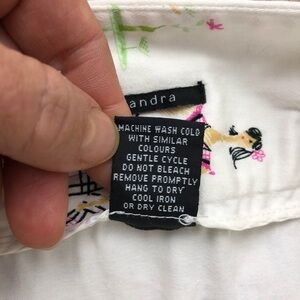 andra
MACHINE WASH COLD
WITH SIMILAR
COLOURS
GENTLE CYCLE
DO NOT BLEACH
REMOVE PROMPTLY
HANG TO DRY
COOL IRON
OR DRY CLEAN